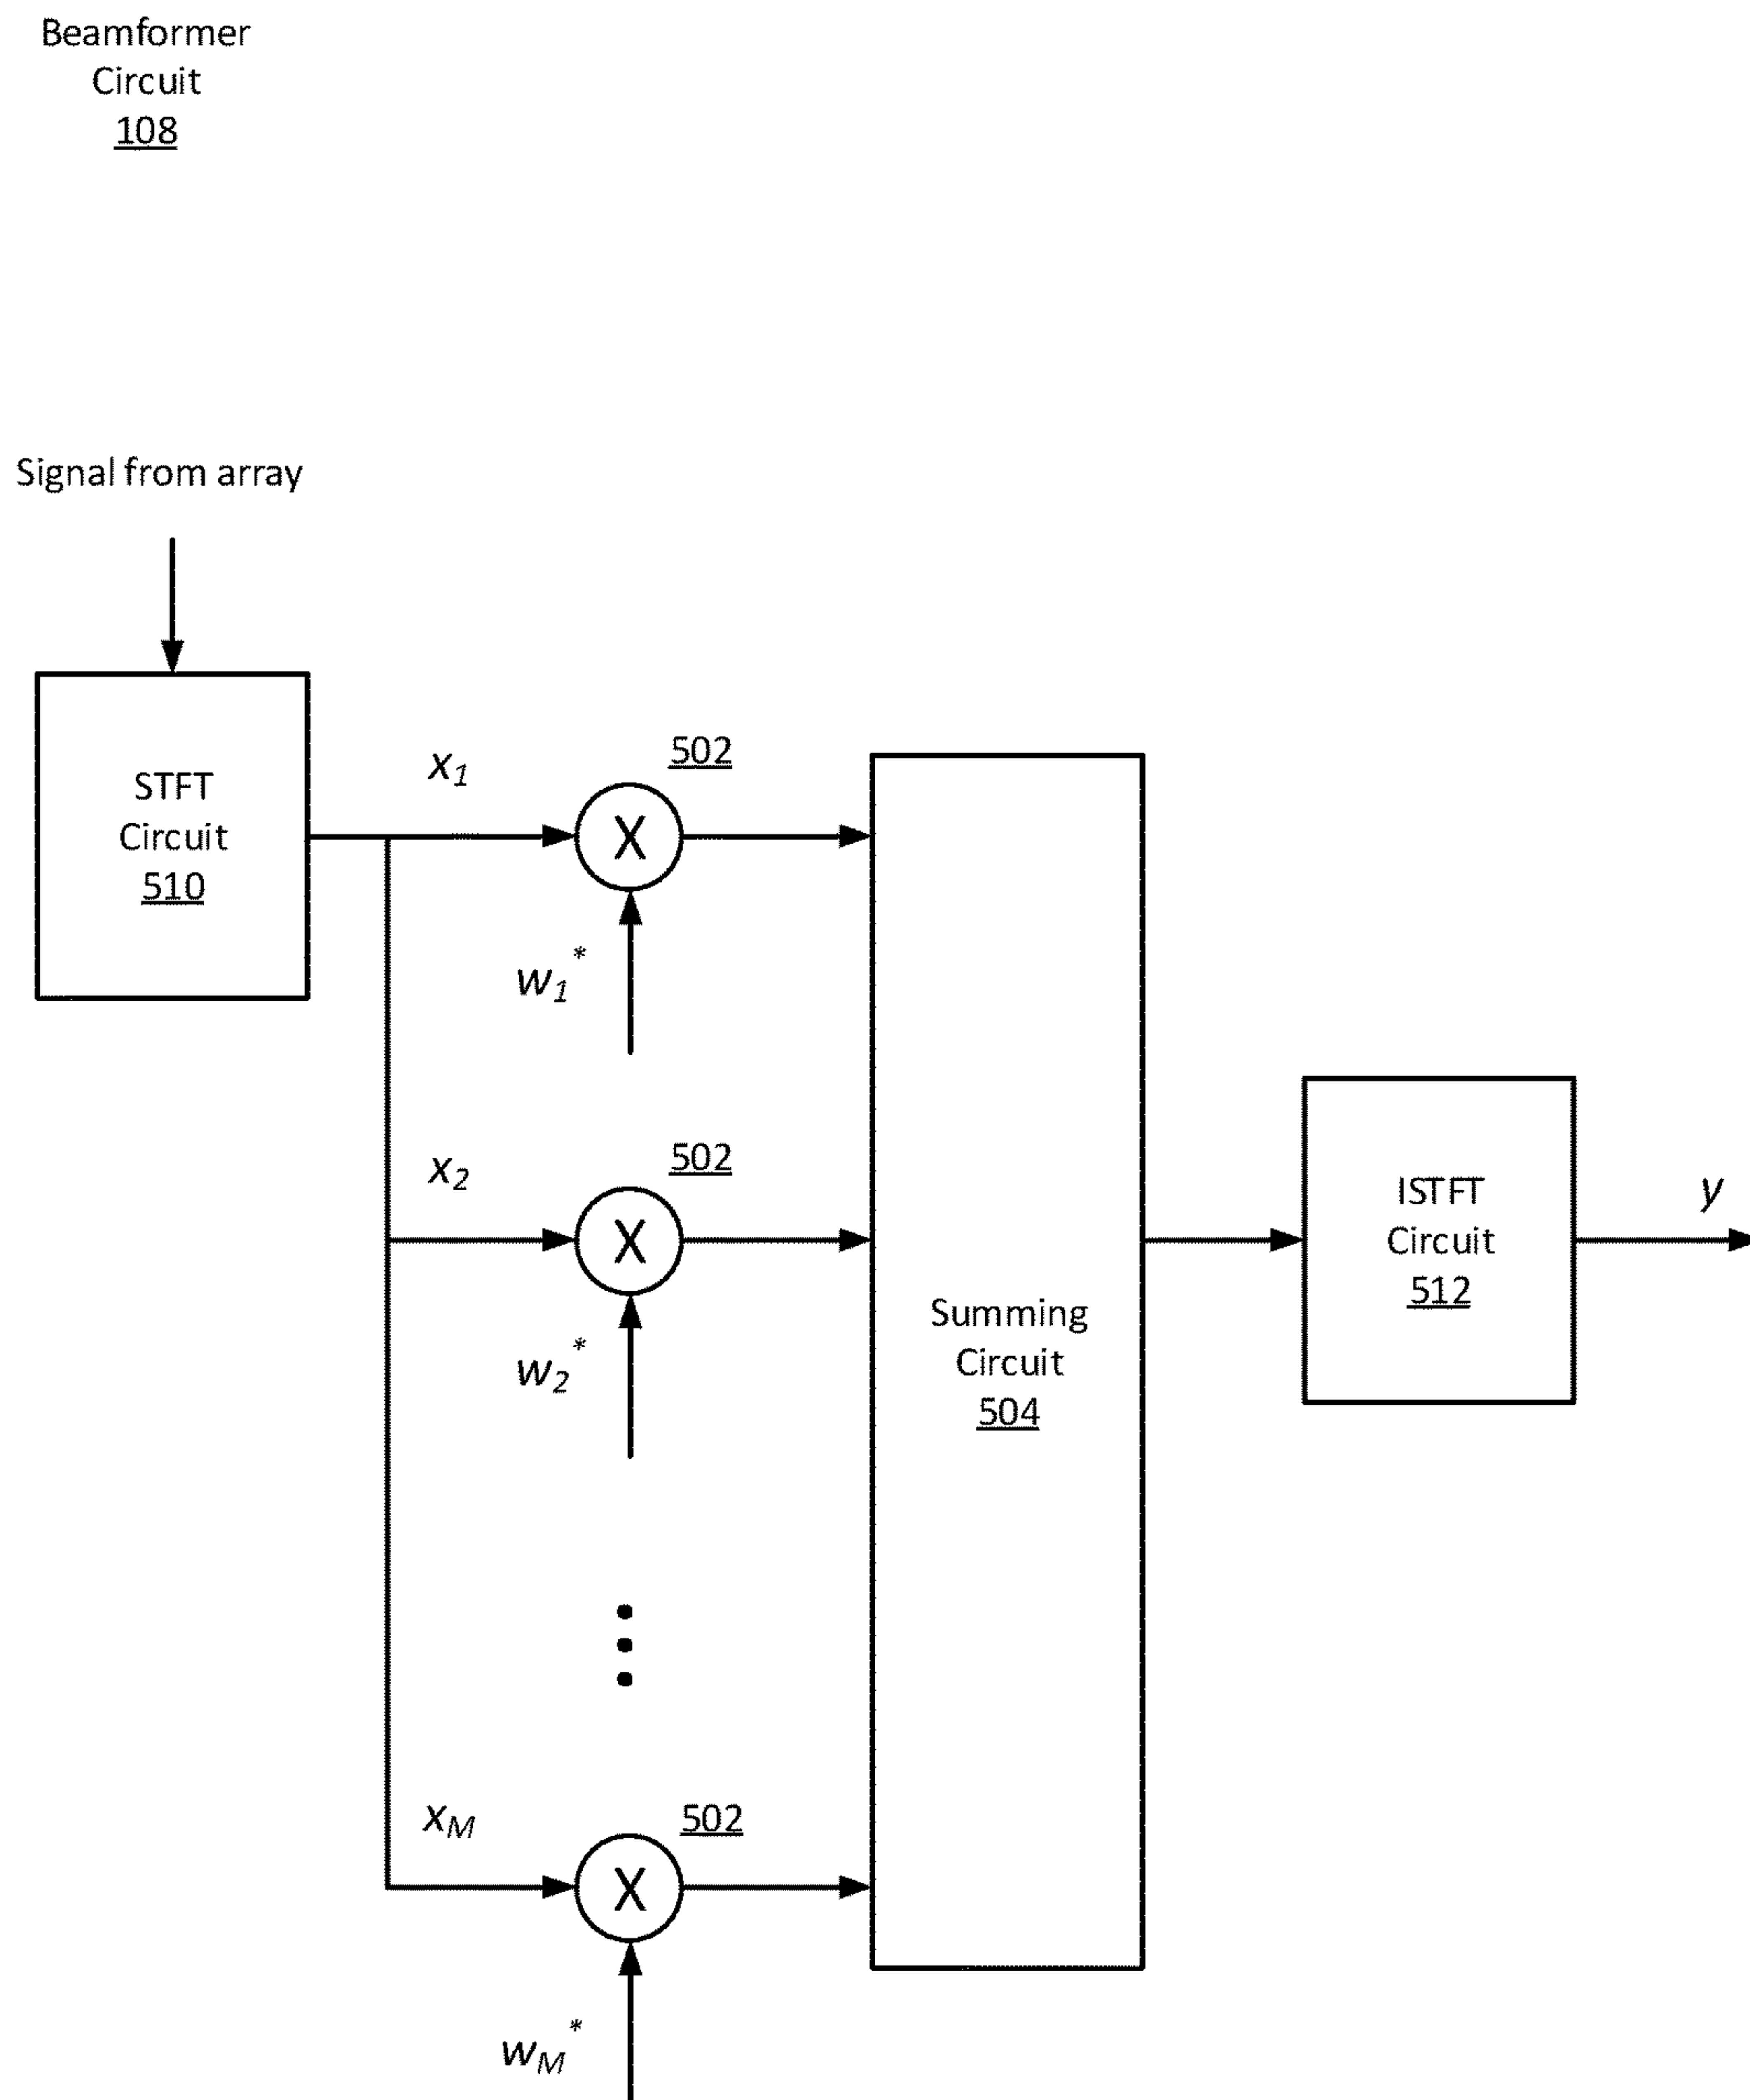 Beamformer
Circuit
108
Signal from array
STFT
Circuit
510
x1
502
X
w1*
x2
502
X
w2*
Summing
Circuit
504
ISTFT
Circuit
512
y
xM
502
X
wM*